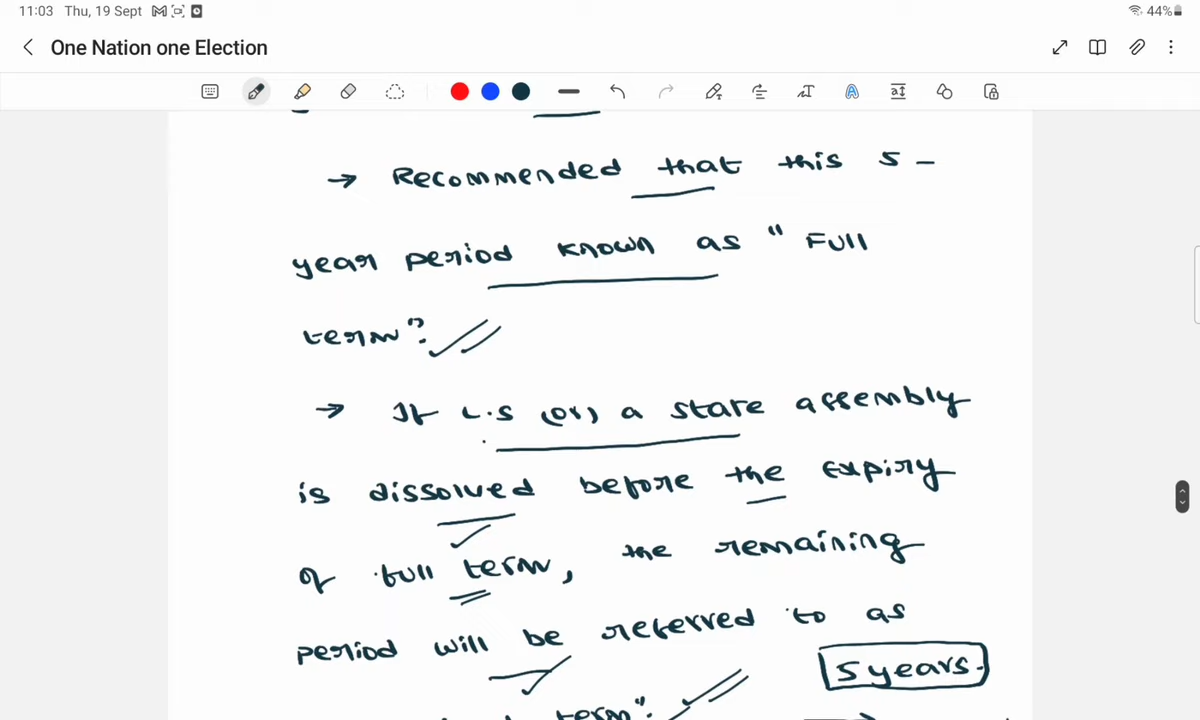 11:03 Thu, 19 Sept
44%
One Nation one Election
→ Recommended that this 5-
year period known as " Full
term".
→ If L.S (or) a state assembly
is dissolved before the Expiry
of full term, the remaining
period will be referred to as
5 years.
term".